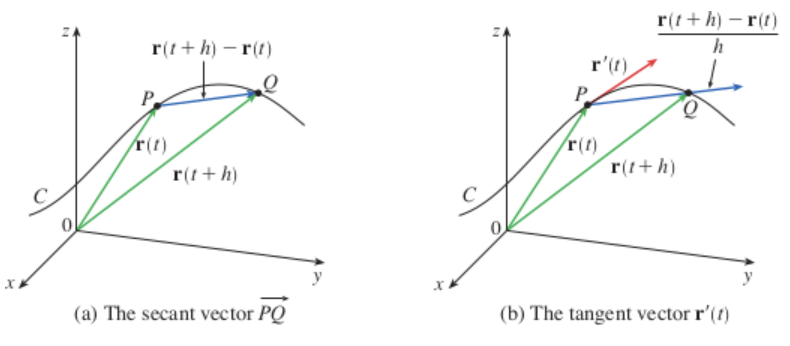 z
r(t + h) − r(t)
P
Q
r(t)
r(t + h)
C
0
x
y
(a) The secant vector PQ
z
r(t + h) − r(t)
h
r′(t)
P
Q
r(t)
r(t + h)
C
0
x
y
(b) The tangent vector r′(t)